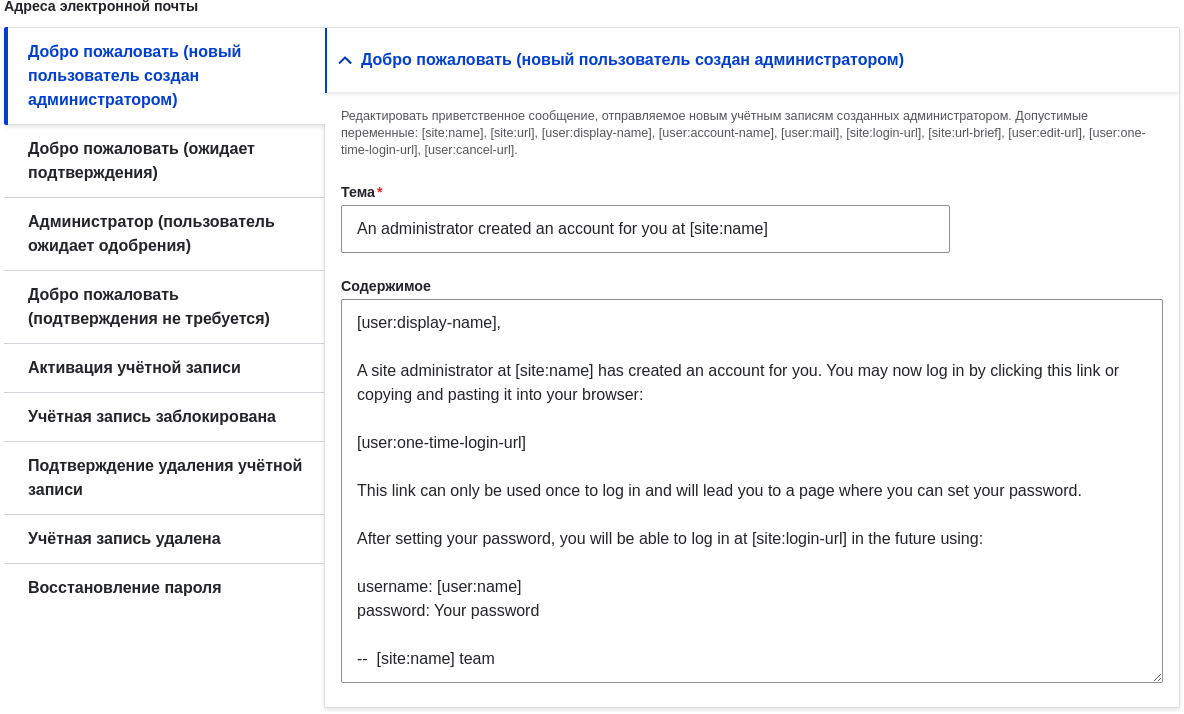 Адреса электронной почты
Добро пожаловать (новый
пользователь создан
администратором)
Добро пожаловать (ожидает
подтверждения)
Администратор (пользователь
ожидает одобрения)
Добро пожаловать
(подтверждения не требуется)
Активация учётной записи
Учётная запись заблокирована
Подтверждение удаления учётной
записи
Учётная запись удалена
Восстановление пароля
Добро пожаловать (новый пользователь создан администратором)
Редактировать приветственное сообщение, отправляемое новым учётным записям созданных администратором. Допустимые
переменные: [site:name], [site:url], [user:display-name], [user:account-name], [user:mail], [site:login-url], [site:url-brief], [user:edit-url], [user:one-
time-login-url], [user:cancel-url].
Тема*
An administrator created an account for you at [site:name]
Содержимое
[user:display-name],
A site administrator at [site:name] has created an account for you. You may now log in by clicking this link or
copying and pasting it into your browser:
[user:one-time-login-url]
This link can only be used once to log in and will lead you to a page where you can set your password.
After setting your password, you will be able to log in at [site:login-url] in the future using:
username: [user:name]
password: Your password
--  [site:name] team